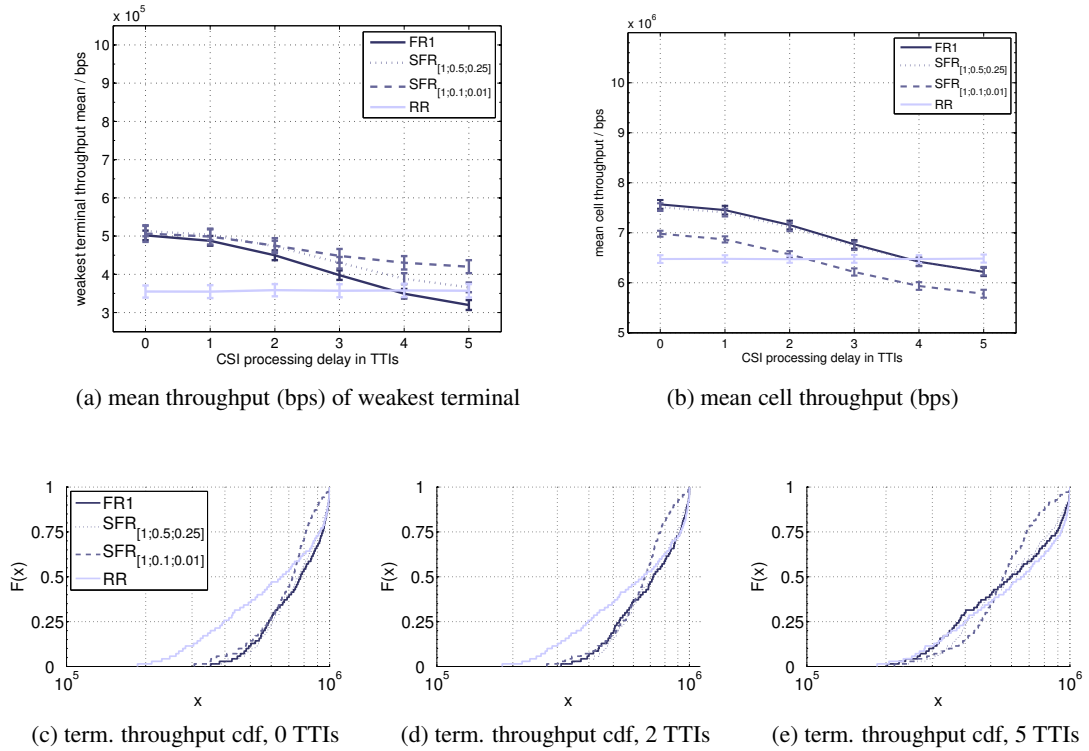 x 10^5
10
9
8
7
6
5
4
3
0 1 2 3 4 5
CSI processing delay in TTIs
weakest terminal throughput mean / bps
FR1
SFR[1;0.5;0.25]
SFR[1;0.1;0.01]
RR
(a) mean throughput (bps) of weakest terminal
x 10^6
10
9
8
7
6
5
0 1 2 3 4 5
CSI processing delay in TTIs
mean cell throughput / bps
FR1
SFR[1;0.5;0.25]
SFR[1;0.1;0.01]
RR
(b) mean cell throughput (bps)
1
0.75
0.5
0.25
0
F(x)
10^5 10^6
x
FR1
SFR[1;0.5;0.25]
SFR[1;0.1;0.01]
RR
(c) term. throughput cdf, 0 TTIs
1
0.75
0.5
0.25
0
F(x)
10^5 10^6
x
(d) term. throughput cdf, 2 TTIs
1
0.75
0.5
0.25
0
F(x)
10^5 10^6
x
(e) term. throughput cdf, 5 TTIs